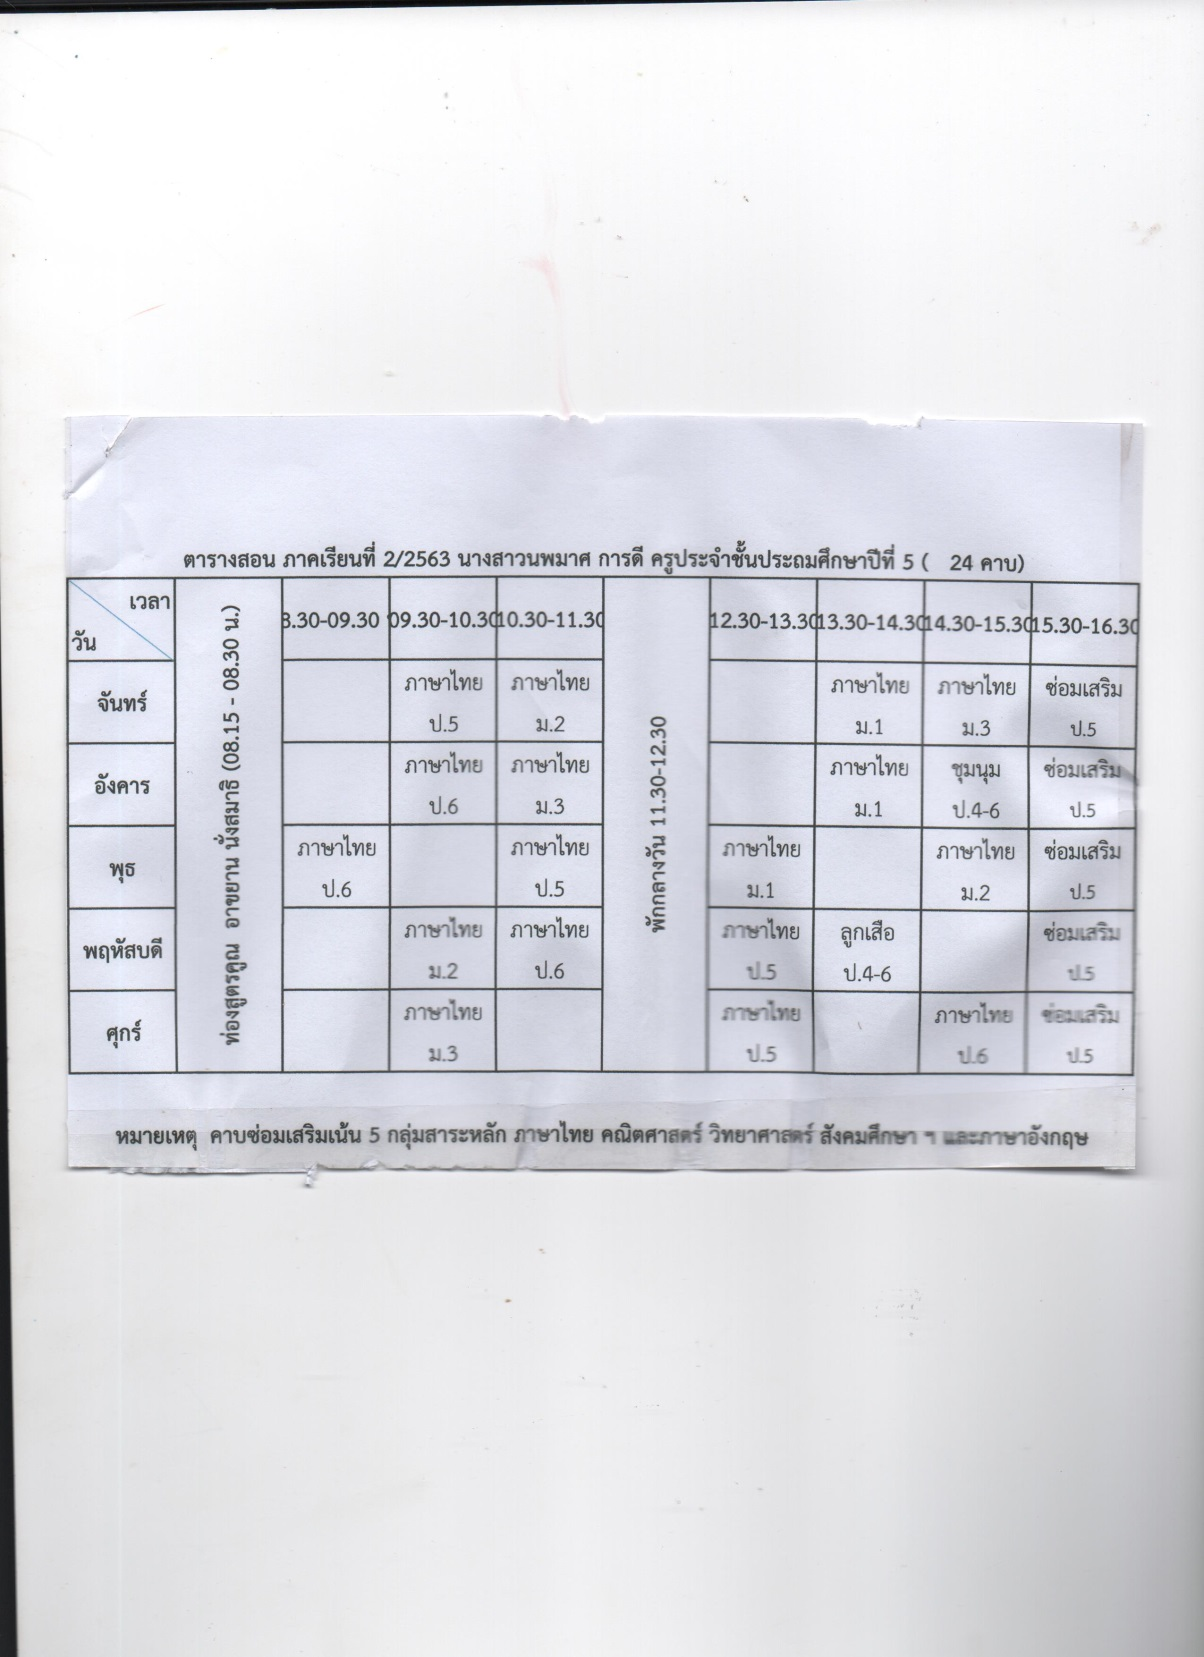 ตารางสอน ภาคเรียนที่ 2/2563 นางสาวนพมาศ การดี ครูประจำชั้นประถมศึกษาปีที่ 5 ( 24 คาบ)
เวลา
วัน
ท่องสูตรคูณ อาขยาน นั่งสมาธิ (08.15 - 08.30 น.)
8.30-09.30 09.30-10.30 10.30-11.30
พักกลางวัน 11.30-12.30
12.30-13.30 13.30-14.30 14.30-15.30 15.30-16.30
จันทร์
ภาษาไทย ภาษาไทย ภาษาไทย ภาษาไทย ซ่อมเสริม
ป.5 ม.2 ม.1 ม.3 ป.5
อังคาร
ภาษาไทย ภาษาไทย ภาษาไทย ชุมนุม ซ่อมเสริม
ป.6 ม.3 ม.1 ป.4-6 ป.5
พุธ
ภาษาไทย ภาษาไทย ภาษาไทย ภาษาไทย ซ่อมเสริม
ป.6 ป.5 ม.1 ม.2 ป.5
พฤหัสบดี
ภาษาไทย ภาษาไทย ภาษาไทย ลูกเสือ ซ่อมเสริม
ม.2 ป.6 ป.5 ป.4-6 ป.5
ศุกร์
ภาษาไทย ภาษาไทย ภาษาไทย ซ่อมเสริม
ม.3 ป.5 ป.6 ป.5
หมายเหตุ คาบซ่อมเสริมเน้น 5 กลุ่มสาระหลัก ภาษาไทย คณิตศาสตร์ วิทยาศาสตร์ สังคมศึกษา ฯ และภาษาอังกฤษ